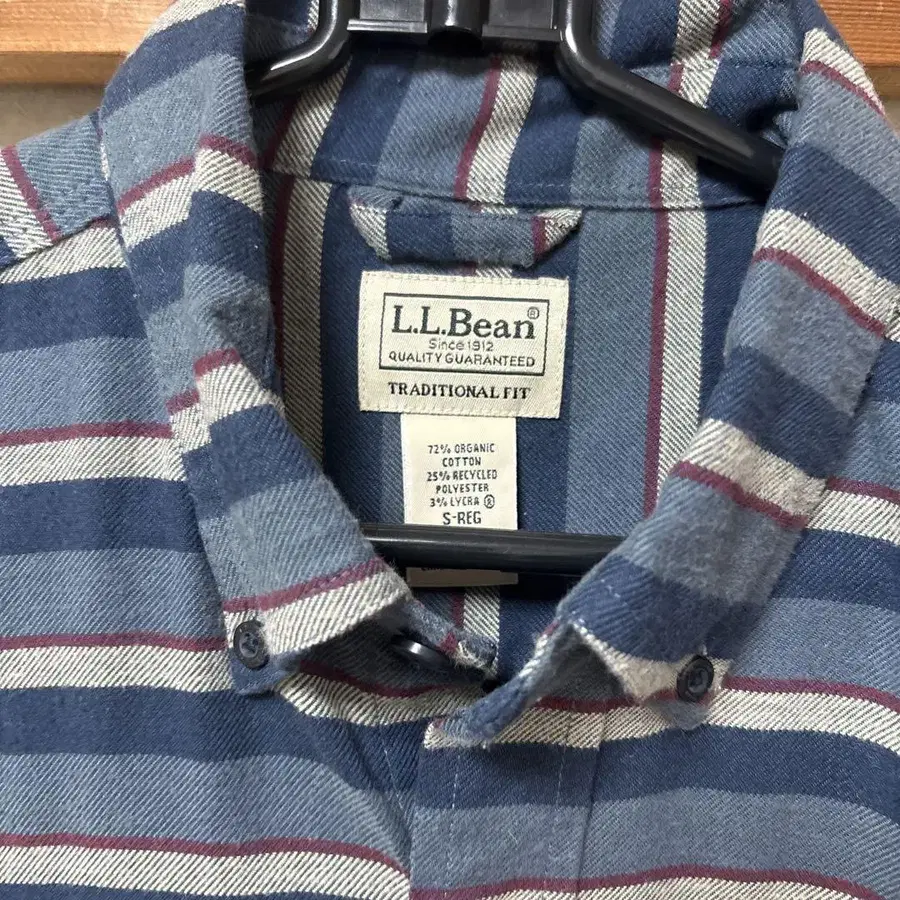 L.L.Bean®
Since 1912
QUALITY GUARANTEED
TRADITIONAL FIT
72% ORGANIC
COTTON
25% RECYCLED
POLYESTER
3% LYCRA ®
S-REG